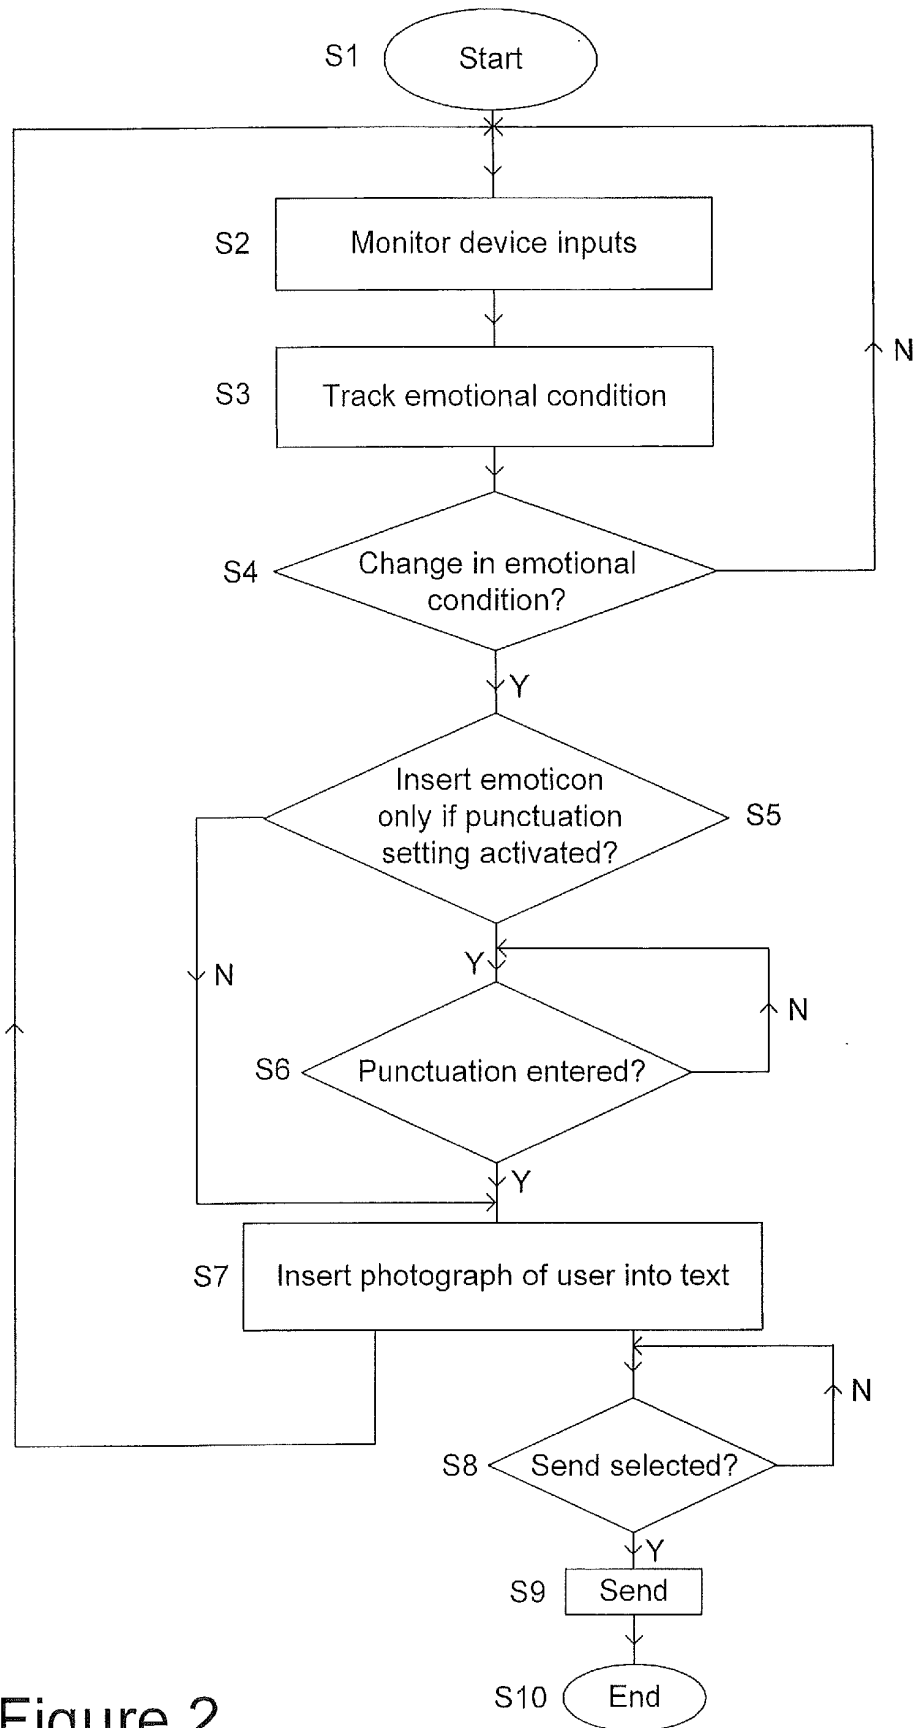 S1
Start
S2
Monitor device inputs
N
S3
Track emotional condition
S4
Change in emotional
condition?
Y
Insert emoticon
only if punctuation
setting activated?
S5
Y
N
N
S6
Punctuation entered?
Y
S7
Insert photograph of user into text
N
S8
Send selected?
Y
S9
Send
S10
End
Figure 2